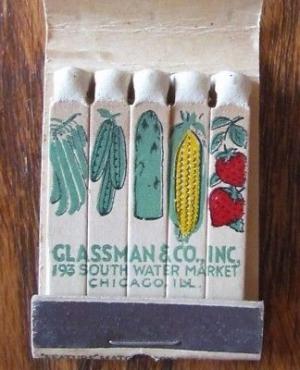 GLASSMAN & CO., INC,
193 SOUTH WATER MARKET
CHICAGO, ILL.